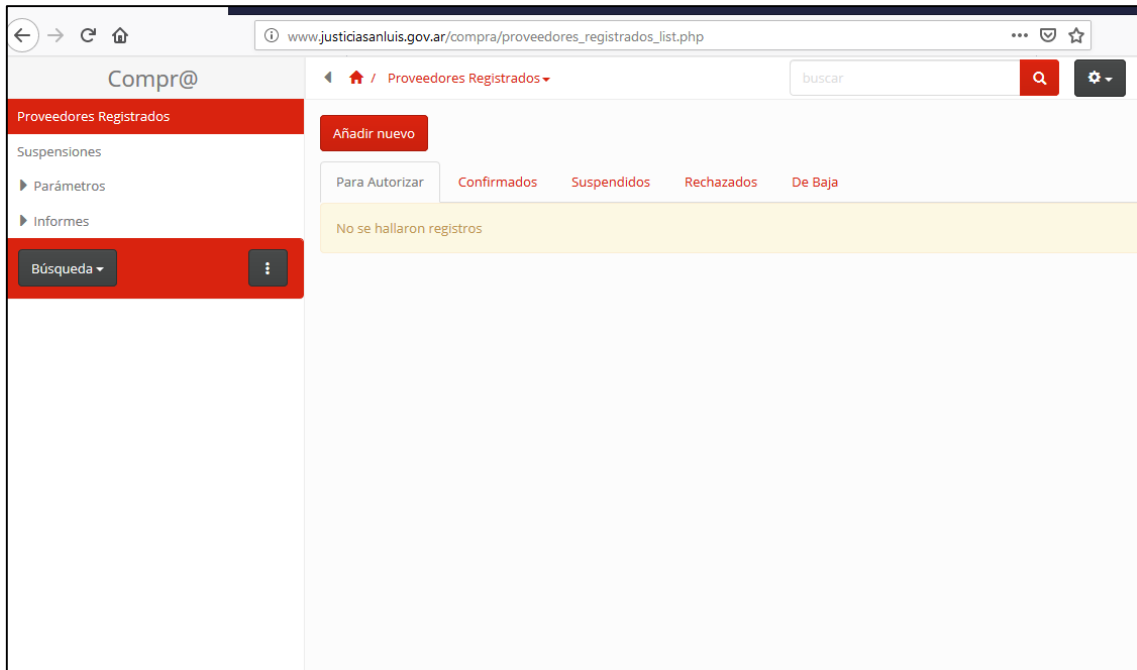 www.justiciasanluis.gov.ar/compra/proveedores_registrados_list.php
Compr@
/ Proveedores Registrados
buscar
Proveedores Registrados
Suspensiones
Parámetros
Informes
Búsqueda
Añadir nuevo
Para Autorizar Confirmados Suspendidos Rechazados De Baja
No se hallaron registros